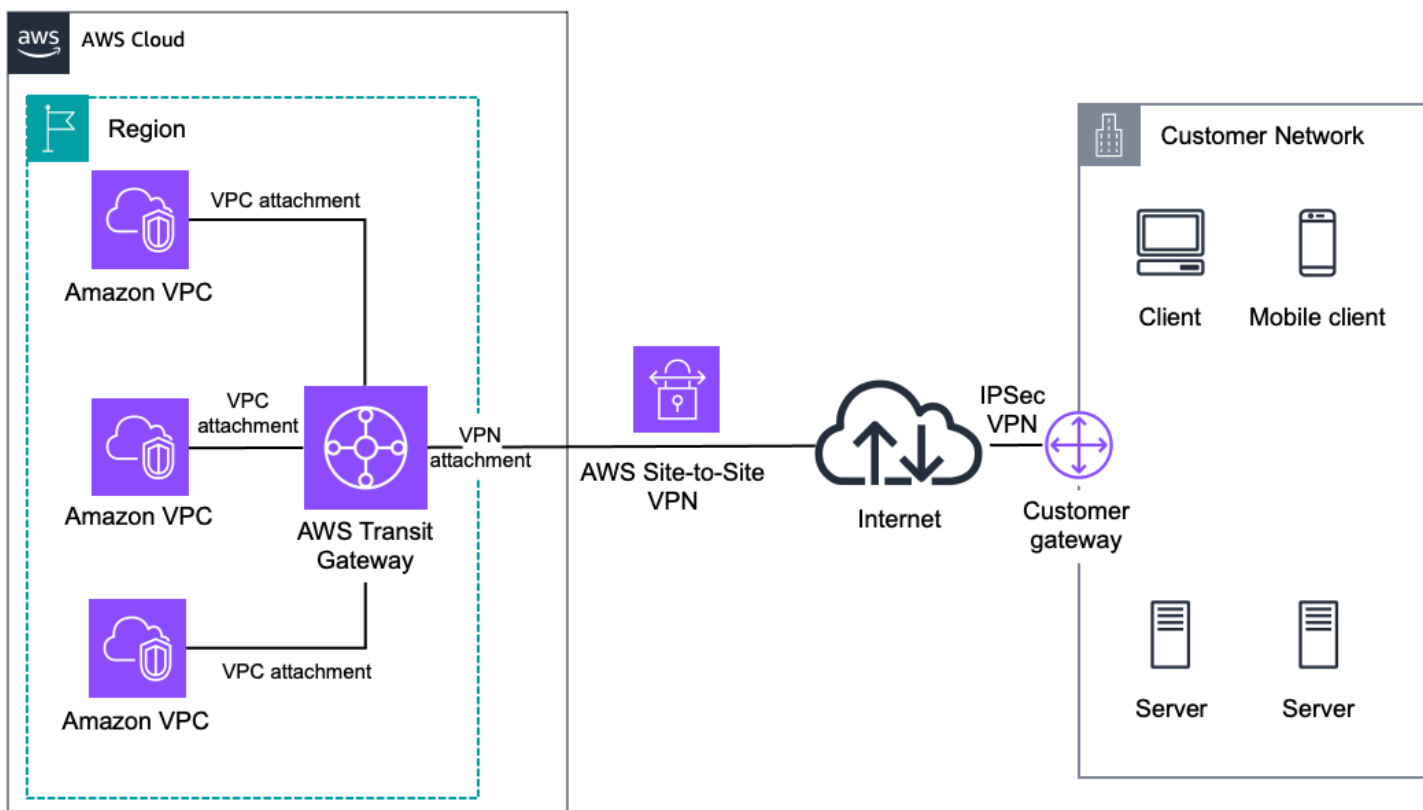 aws
AWS Cloud
Region
VPC attachment
Amazon VPC
VPC
attachment
Amazon VPC
AWS Transit
Gateway
VPN
attachment
VPC attachment
Amazon VPC
AWS Site-to-Site
VPN
Internet
IPSec
VPN
Customer
gateway
Customer Network
Client
Mobile client
Server
Server